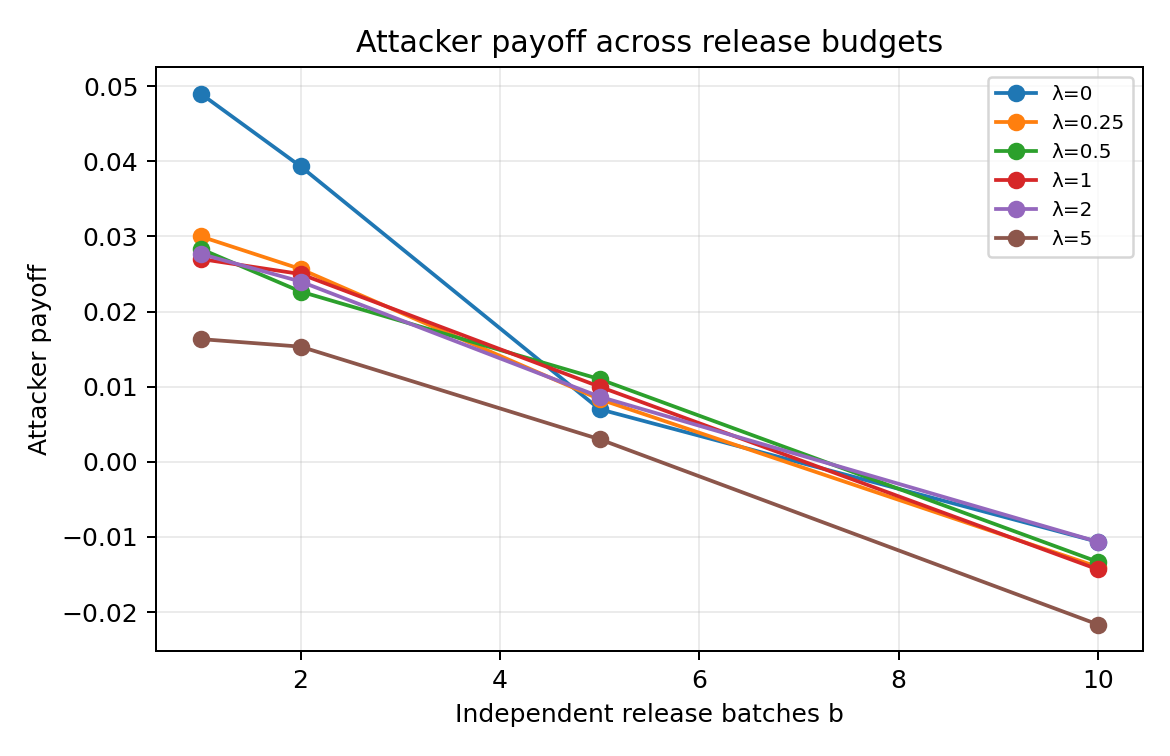 Attacker payoff across release budgets
Attacker payoff
0.05
0.04
0.03
0.02
0.01
0.00
−0.01
−0.02
λ=0
λ=0.25
λ=0.5
λ=1
λ=2
λ=5
2 4 6 8 10
Independent release batches b